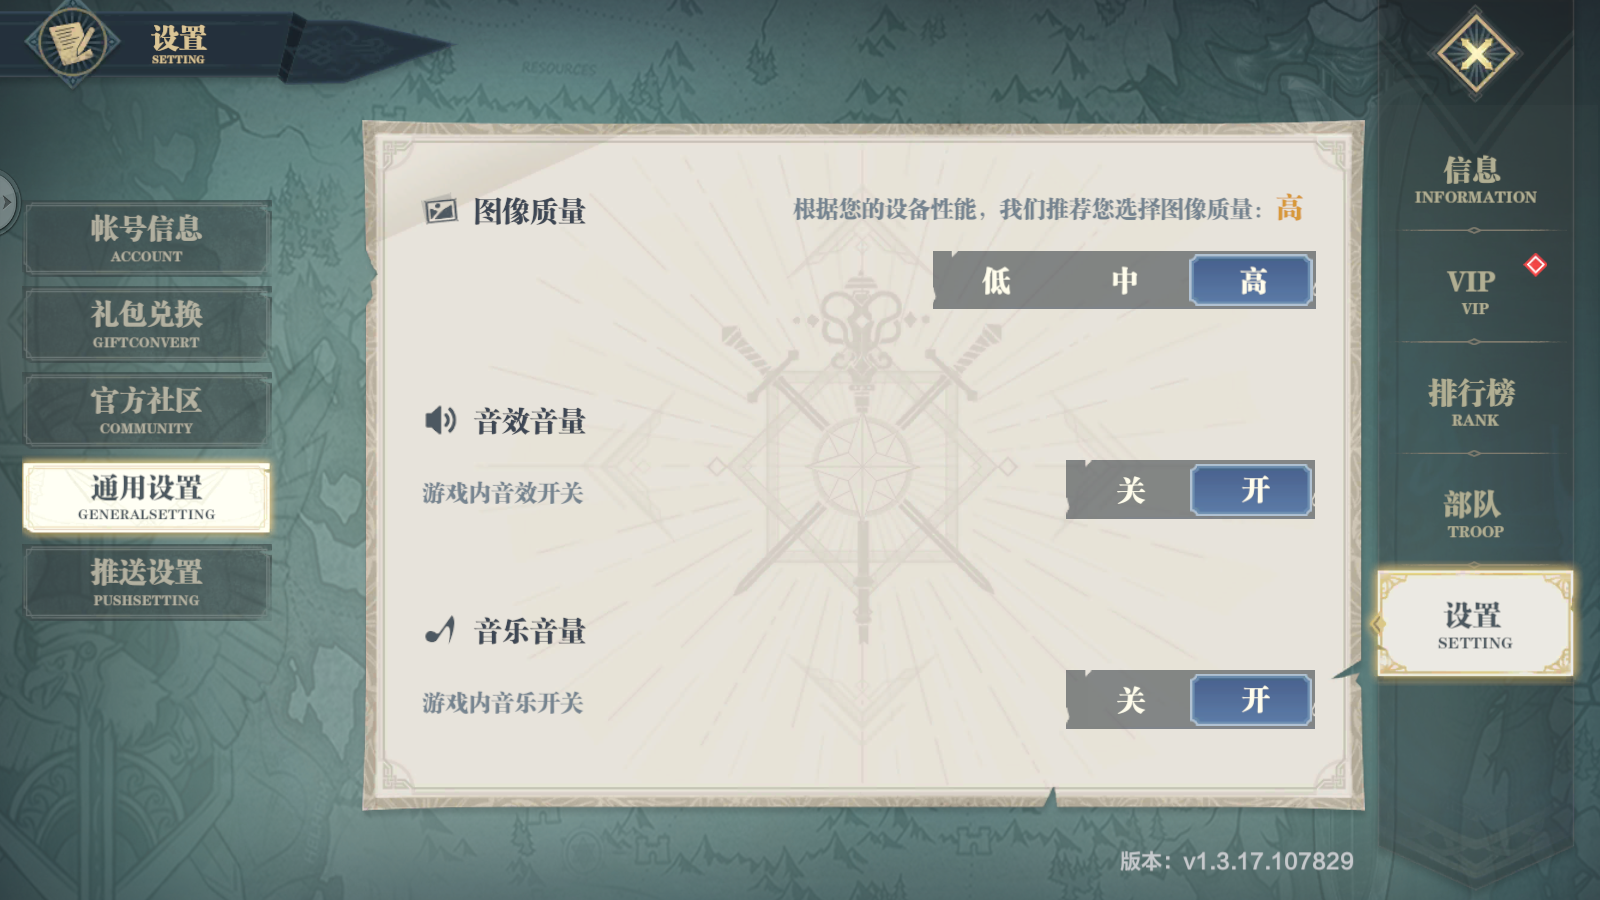 设置
SETTING
RESOURCES
帐号信息
ACCOUNT
礼包兑换
GIFTCONVERT
官方社区
COMMUNITY
通用设置
GENERALSETTING
推送设置
PUSHSETTING
图像质量
根据您的设备性能，我们推荐您选择图像质量：高
低 中 高
音效音量
游戏内音效开关
关 开
音乐音量
游戏内音乐开关
关 开
信息
INFORMATION
VIP
VIP
排行榜
RANK
部队
TROOP
设置
SETTING
版本：v1.3.17.107829